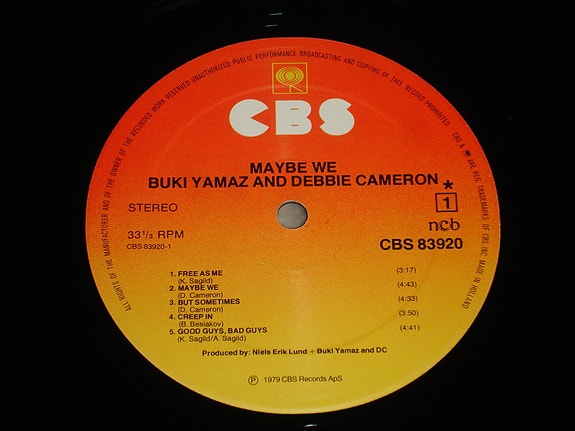 ALL RIGHTS OF THE MANUFACTURER AND OF THE OWNER OF THE RECORDED WORK RESERVED UNAUTHORIZED PUBLIC PERFORMANCE BROADCASTING AND COPYING OF THIS RECORD PROHIBITED
CBS & ARE REG. TRADEMARKS OF CBS INC. MADE IN HOLLAND
CBS
MAYBE WE
BUKI YAMAZ AND DEBBIE CAMERON *
STEREO
1
ncb
33 1/3 RPM
CBS 83920
CBS 83920-1
1. FREE AS ME (3:17)
(K. Sagild)
2. MAYBE WE (4:43)
(D. Cameron)
3. BUT SOMETIMES (4:33)
(D. Cameron)
4. CREEP IN (3:50)
(B. Besiakov)
5. GOOD GUYS, BAD GUYS (4:41)
(K. Sagild/A. Sagild)
Produced by: Niels Erik Lund + Buki Yamaz and DC
Ⓟ 1979 CBS Records ApS